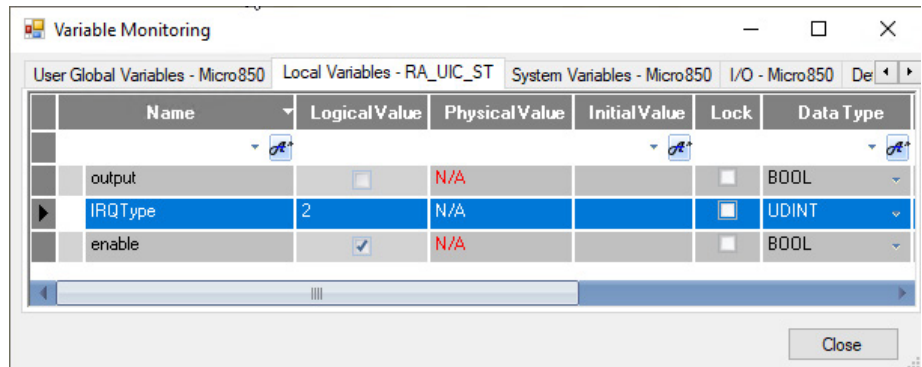 Variable Monitoring
User Global Variables - Micro850 Local Variables - RA_UIC_ST System Variables - Micro850 I/O - Micro850 De
Name Logical Value Physical Value Initial Value Lock Data Type
output N/A BOOL
IRQType 2 N/A UDINT
enable N/A BOOL
Close